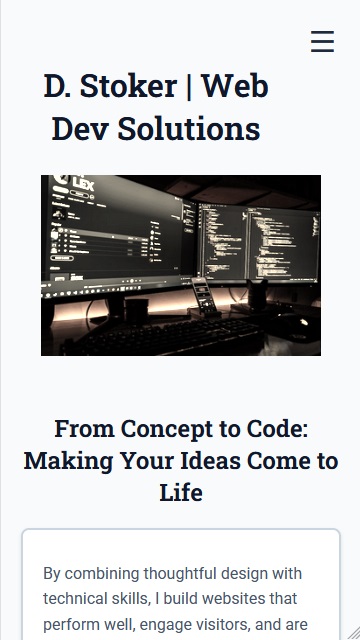 D. Stoker | Web
Dev Solutions
LEX
From Concept to Code:
Making Your Ideas Come to
Life
By combining thoughtful design with
technical skills, I build websites that
perform well, engage visitors, and are